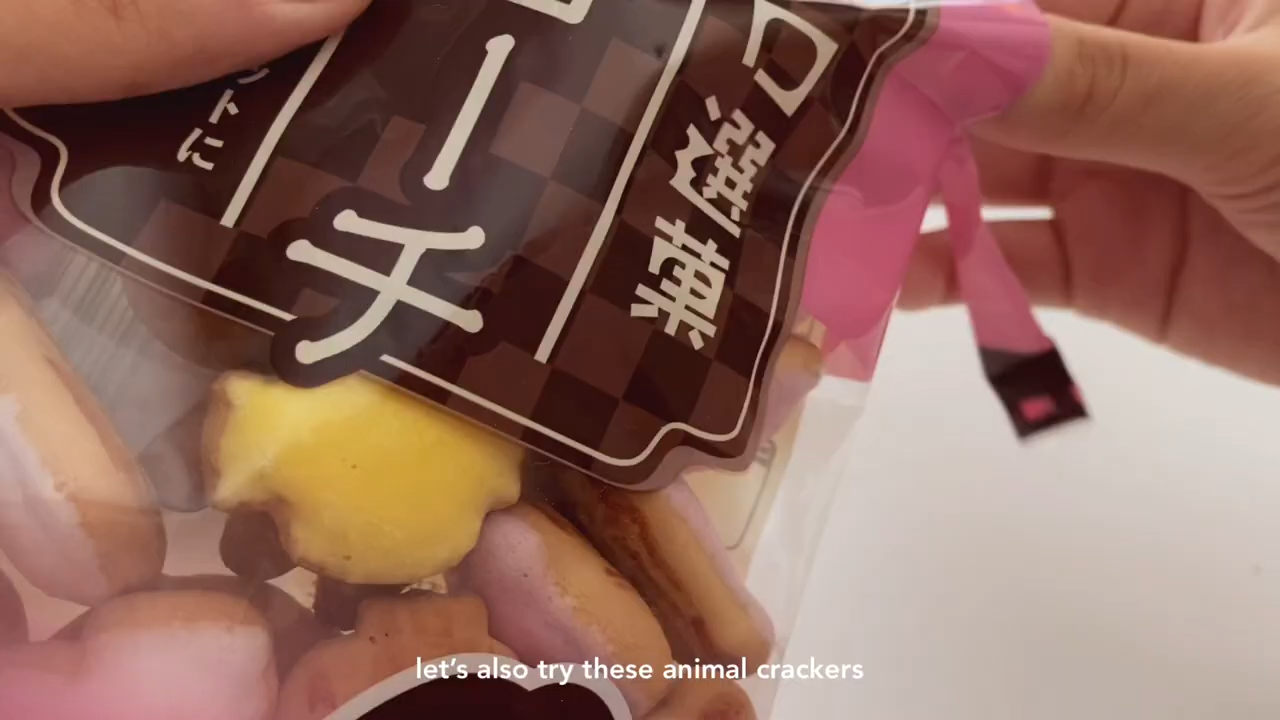 選菓
ーチ
トに
let's also try these animal crackers